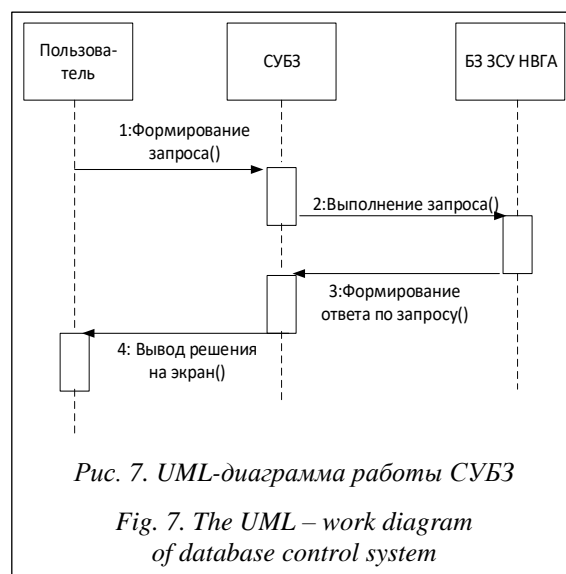 Пользова-
тель
СУБЗ
БЗ ЗСУ НВГА
1:Формирование
запроса()
2:Выполнение запроса()
3:Формирование
ответа по запросу()
4: Вывод решения
на экран()
Рис. 7. UML-диаграмма работы СУБЗ
Fig. 7. The UML – work diagram
of database control system